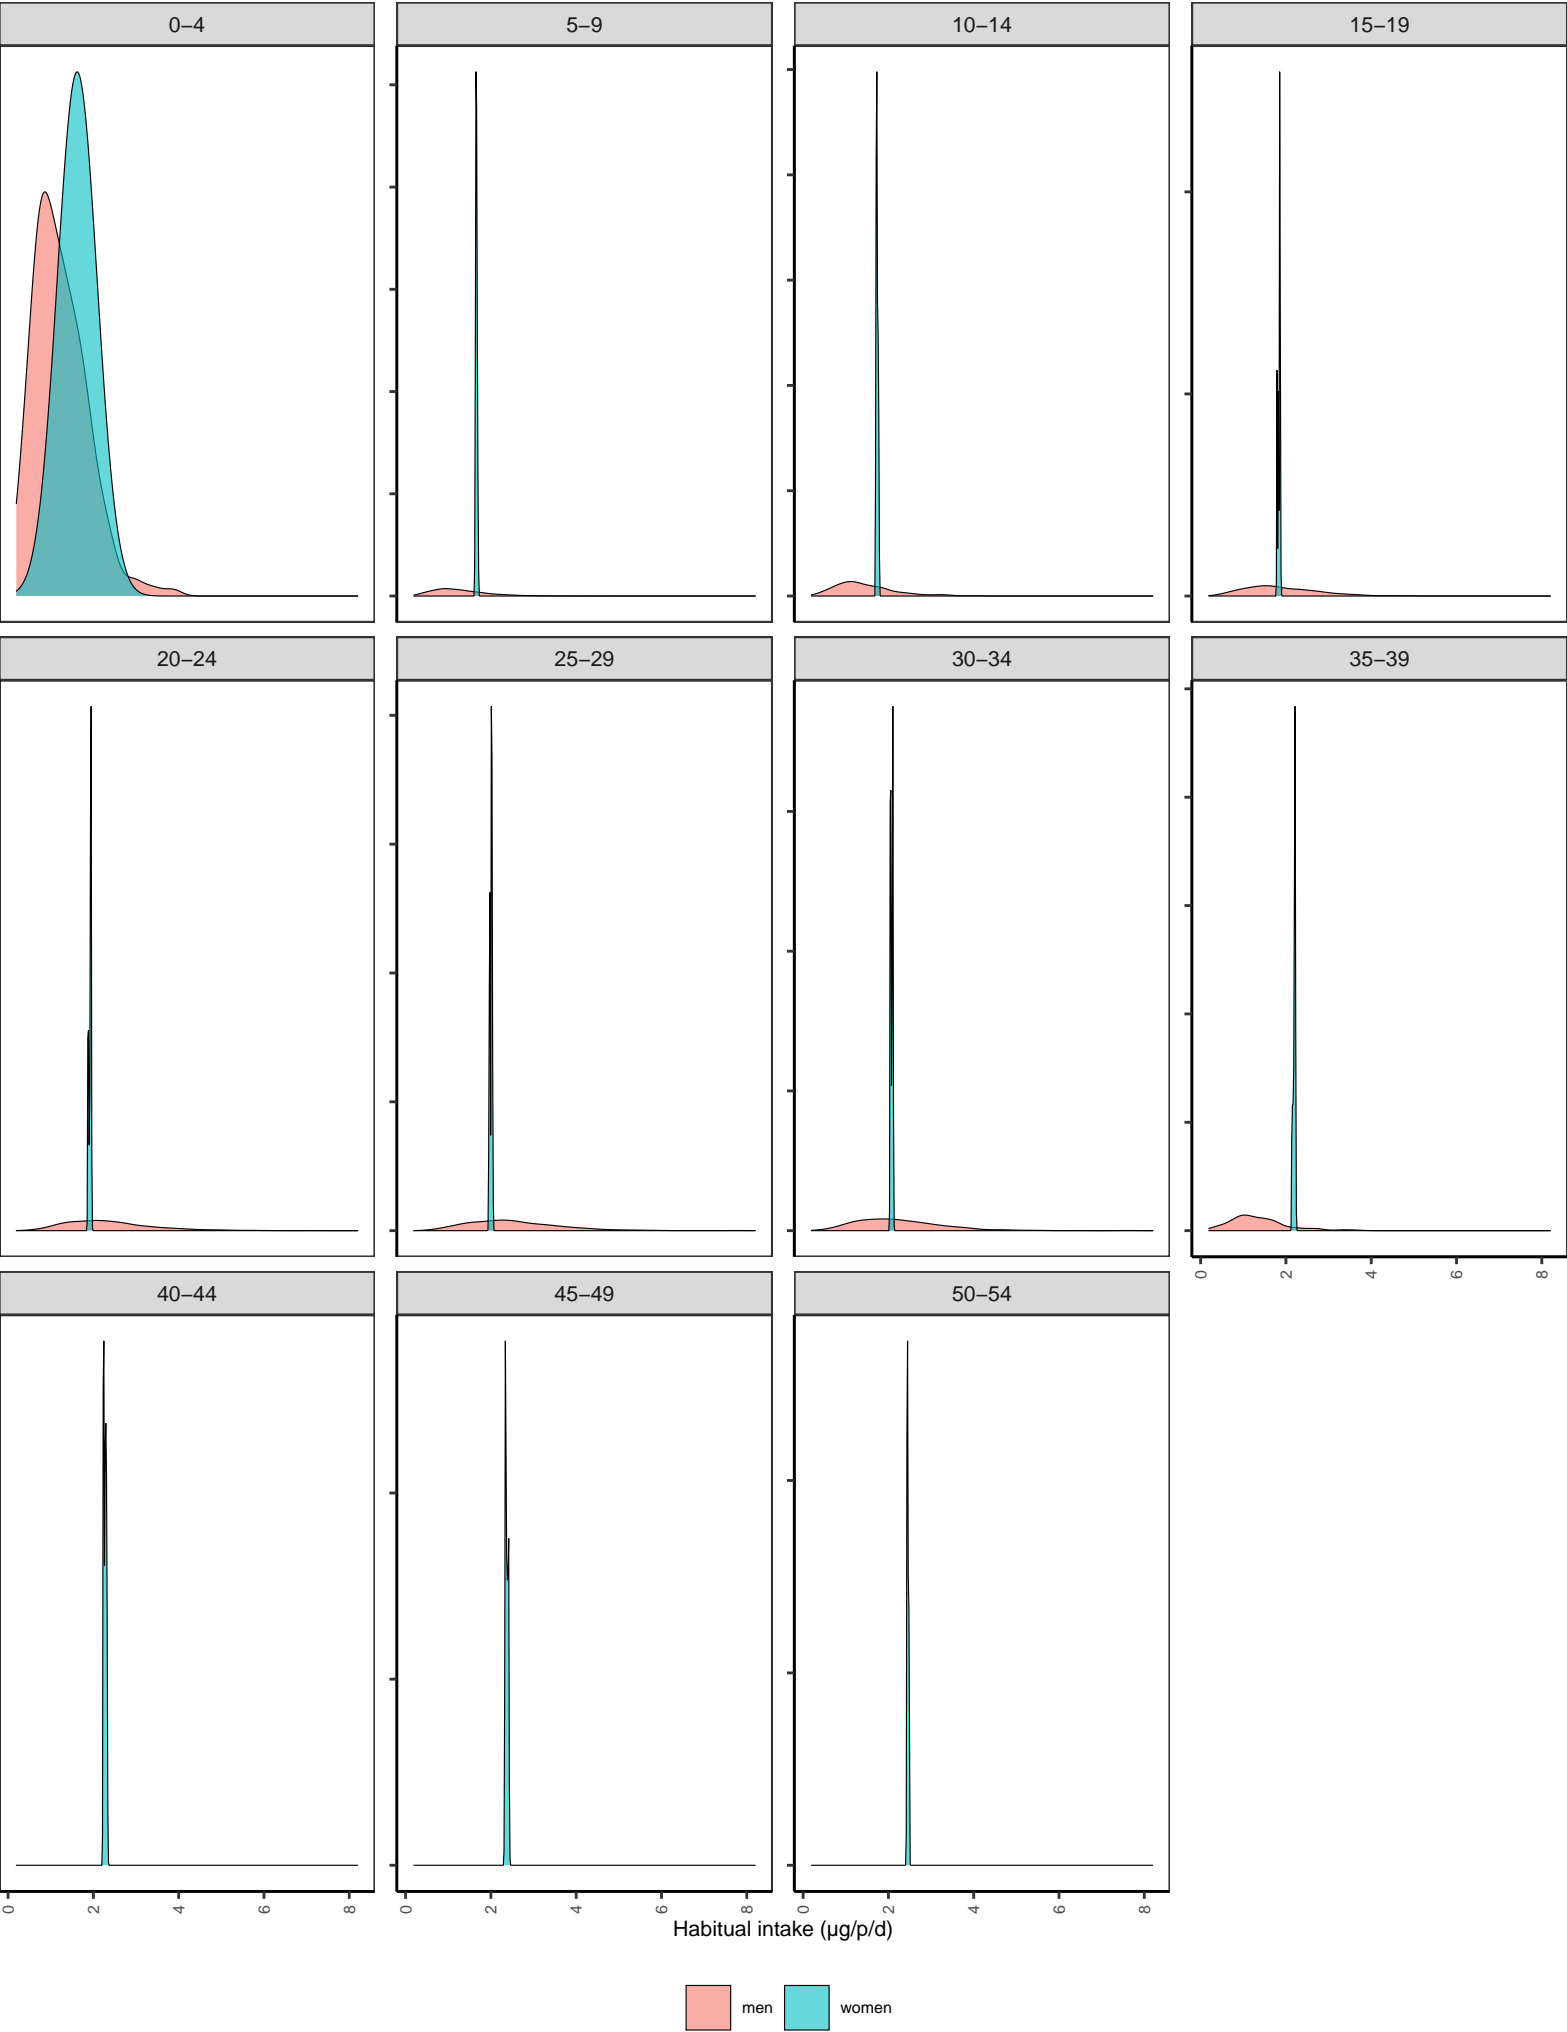 0–4 5–9 10–14 15–19
20–24 25–29 30–34 35–39
0 2 4 6 8
40–44 45–49 50–54
0 2 4 6 8 0 2 4 6 8 0 2 4 6 8
Habitual intake (μg/p/d)
men women